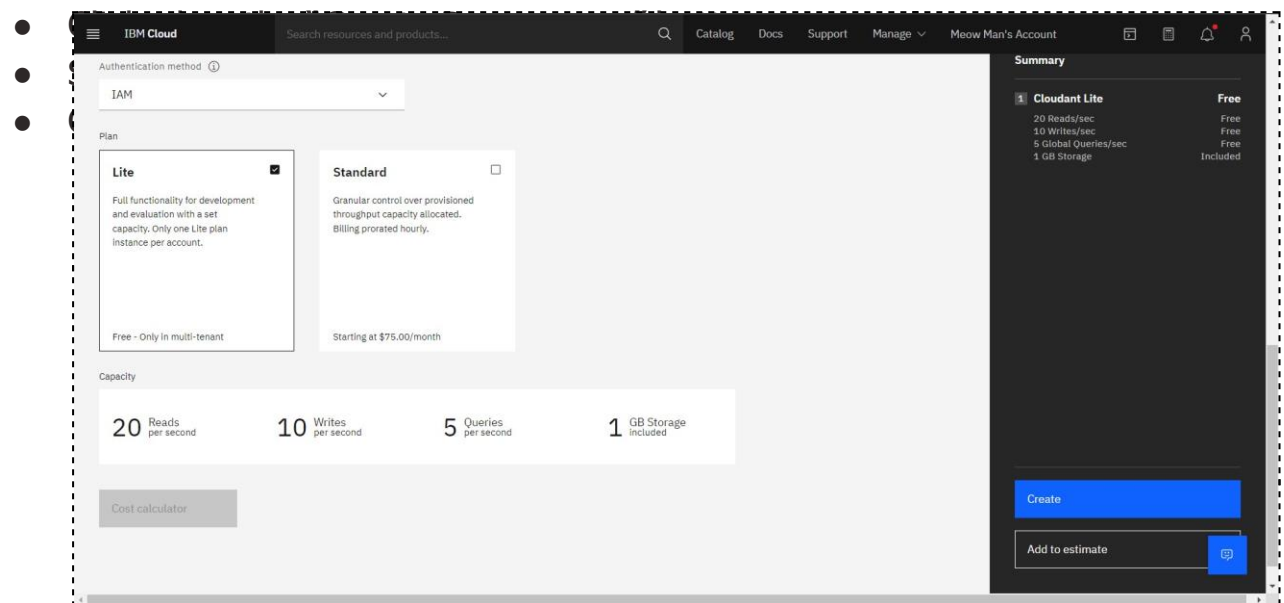 IBM Cloud
Search resources and products...
Catalog
Docs
Support
Manage
Meow Man's Account
Authentication method
IAM
Plan
Lite
Full functionality for development
and evaluation with a set
capacity. Only one Lite plan
instance per account.
Free - Only in multi-tenant
Standard
Granular control over provisioned
throughput capacity allocated.
Billing prorated hourly.
Starting at $75.00/month
Capacity
20 Reads per second
10 Writes per second
5 Queries per second
1 GB Storage included
Cost calculator
Summary
1 Cloudant Lite Free
20 Reads/sec Free
10 Writes/sec Free
5 Global Queries/sec Free
1 GB Storage Included
Create
Add to estimate